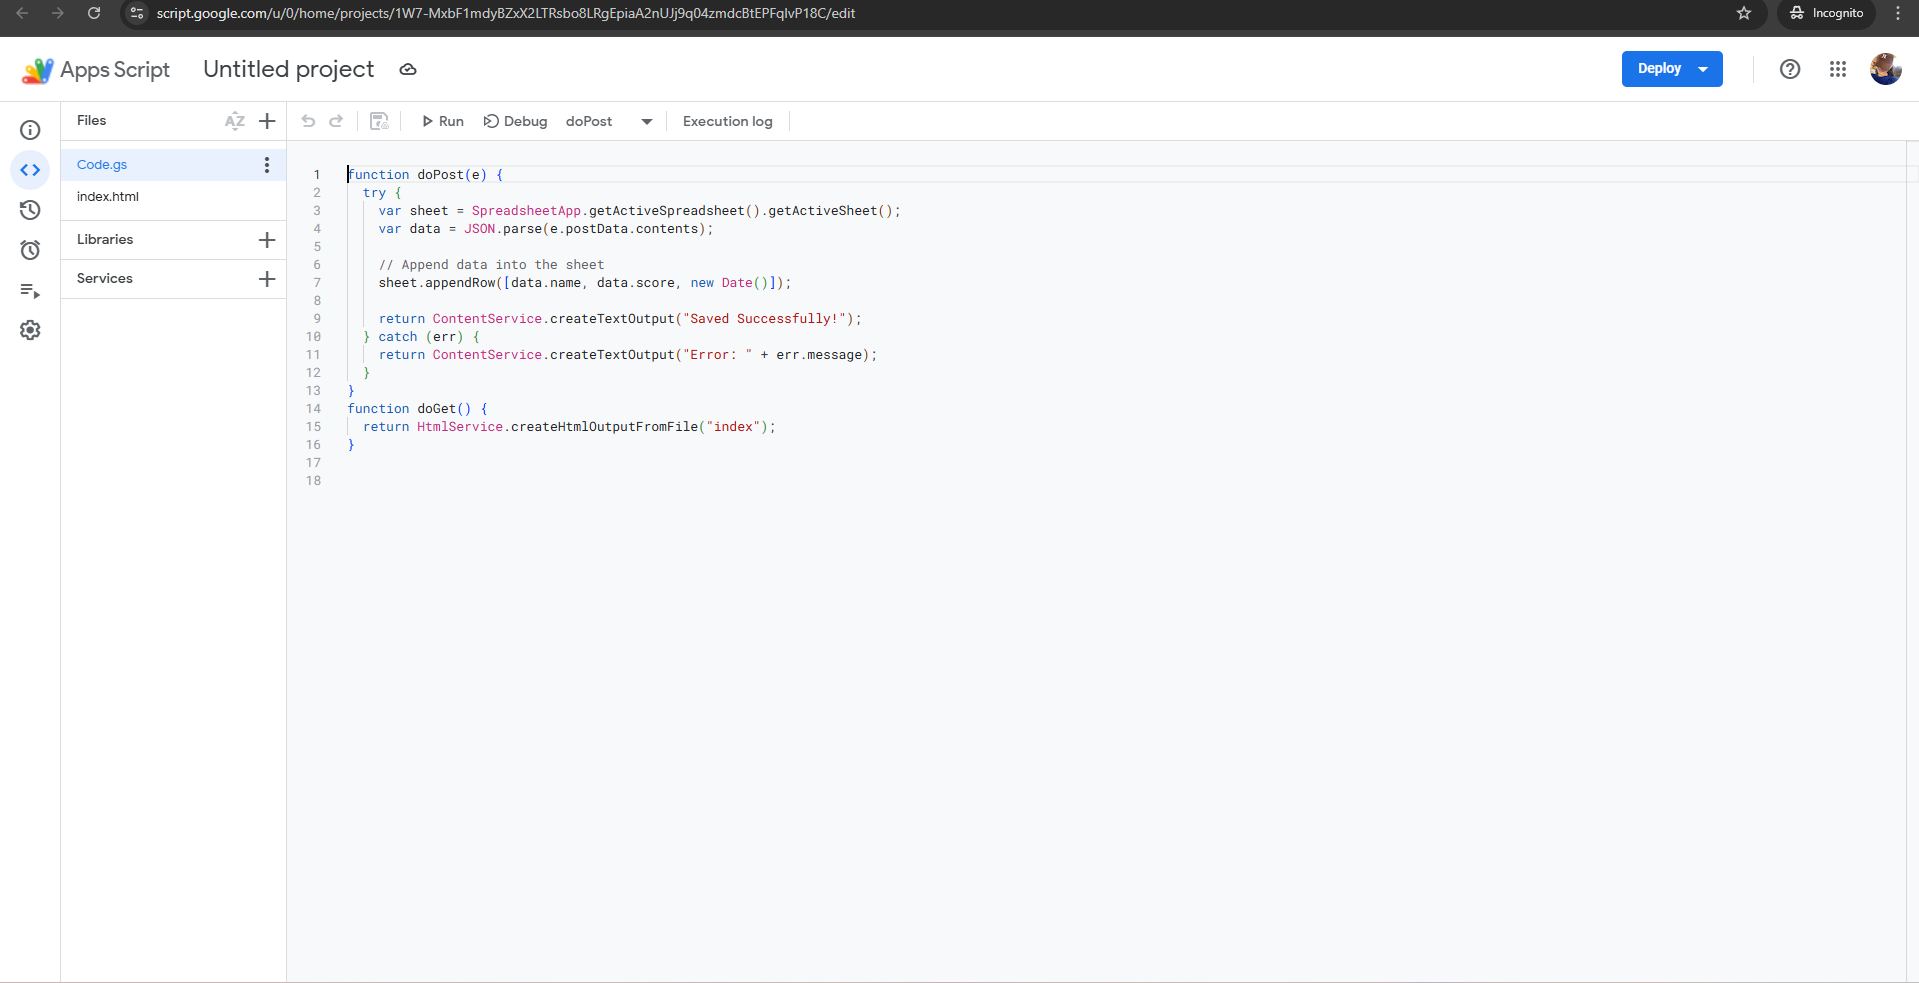 script.google.com/u/0/home/projects/1W7-MxbF1mdyBZxX2LTRsbo8LRgEpiaA2nUJj9q04zmdcBtEPFqIvP18C/edit
Incognito
Apps Script
Untitled project
Deploy
Files
AZ
Run
Debug
doPost
Execution log
Code.gs
index.html
Libraries
Services
1 function doPost(e) {
2 try {
3 var sheet = SpreadsheetApp.getActiveSpreadsheet().getActiveSheet();
4 var data = JSON.parse(e.postData.contents);
5
6 // Append data into the sheet
7 sheet.appendRow([data.name, data.score, new Date()]);
8
9 return ContentService.createTextOutput("Saved Successfully!");
10 } catch (err) {
11 return ContentService.createTextOutput("Error: " + err.message);
12 }
13 }
14 function doGet() {
15 return HtmlService.createHtmlOutputFromFile("index");
16 }
17
18